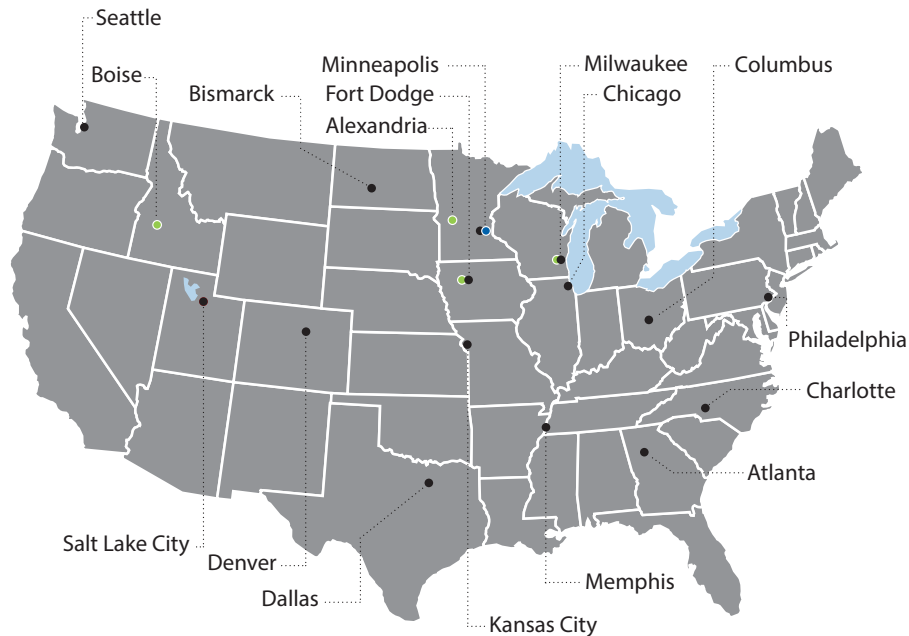 Seattle
Boise
Bismarck
Minneapolis
Fort Dodge
Alexandria
Milwaukee
Chicago
Columbus
Philadelphia
Charlotte
Atlanta
Salt Lake City
Denver
Dallas
Memphis
Kansas City